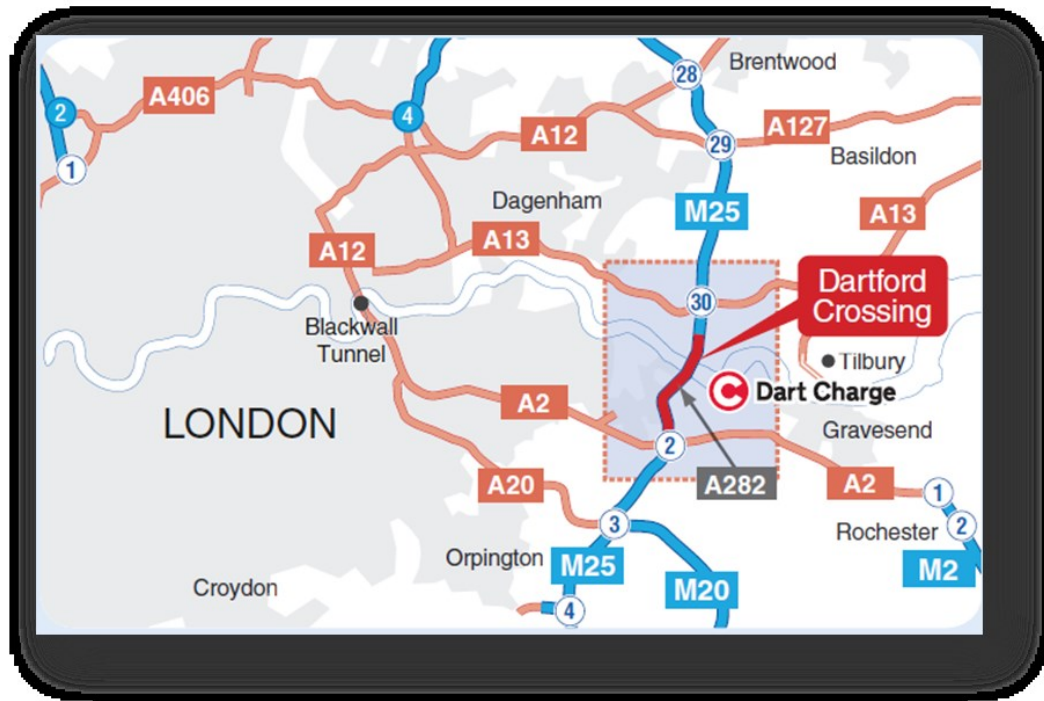 28
Brentwood
A406
2
4
A12
A127
29
1
Basildon
Dagenham
M25
A13
A13
A12
Dartford
Crossing
30
Blackwall
Tunnel
Tilbury
C Dart Charge
A2
LONDON
Gravesend
2
A20
A282
A2
1
3
2
Rochester
Orpington
M25
M2
M20
Croydon
4